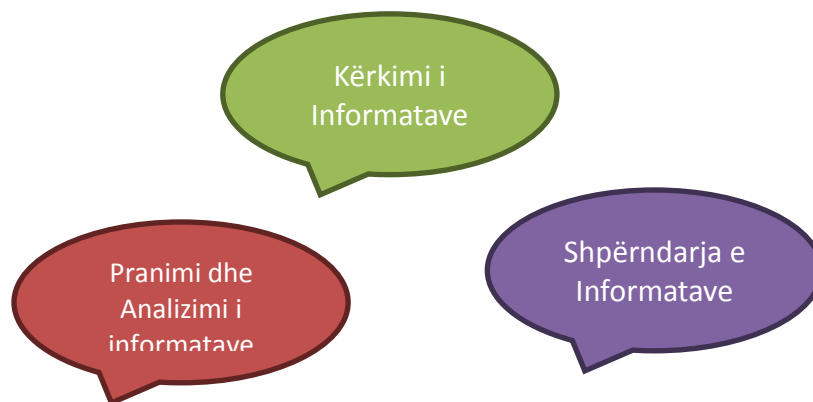 Kërkimi i
Informatave
Pranimi dhe
Analizimi i
informatave
Shpërndarja e
Informatave